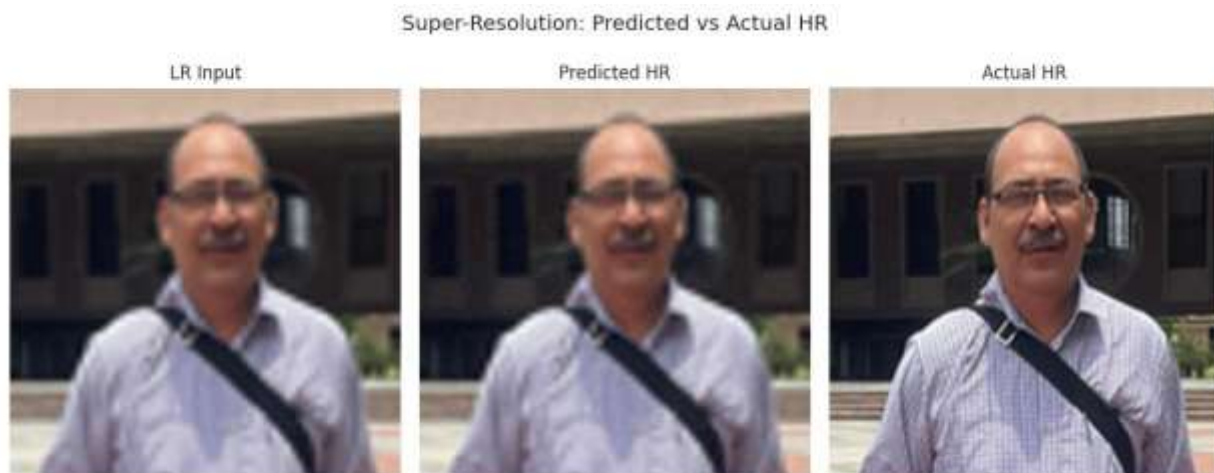 Super-Resolution: Predicted vs Actual HR
LR Input
Predicted HR
Actual HR